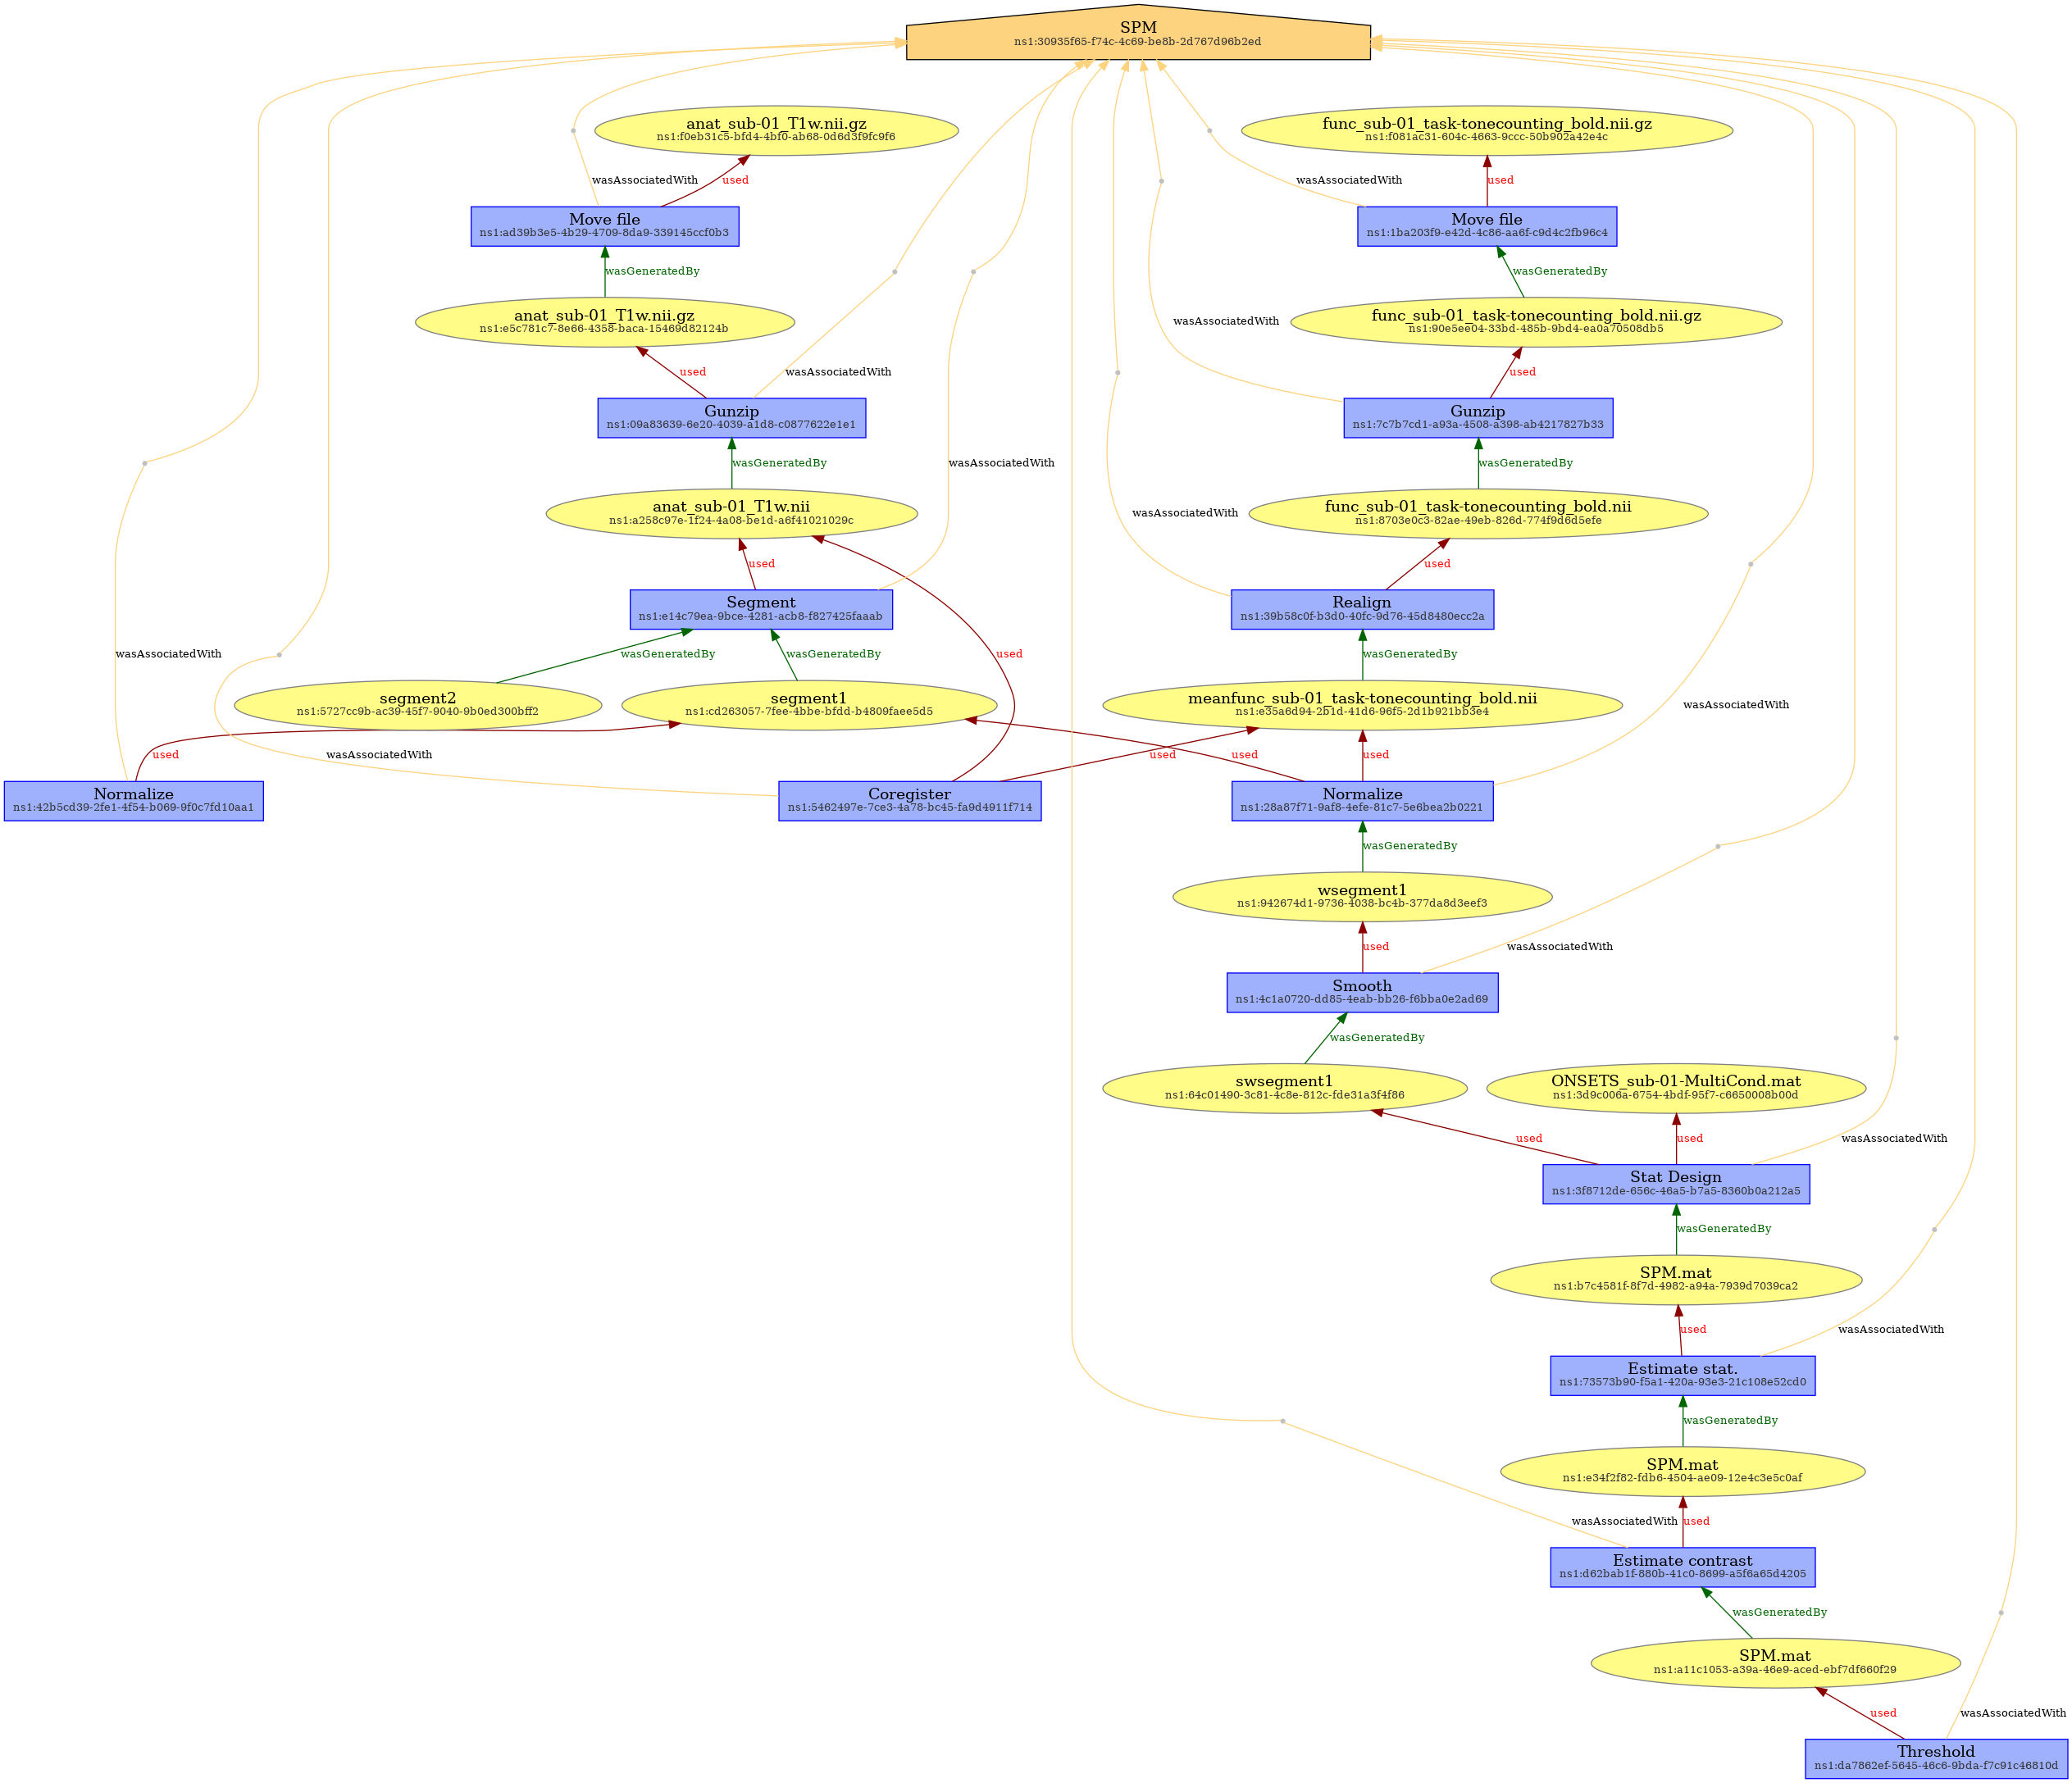 SPM
ns1:30935f65-f74c-4c69-be8b-2d767d96b2ed
anat_sub-01_T1w.nii.gz
ns1:f0eb31c5-bfd4-4bf0-ab68-0d6d3f9fc9f6
func_sub-01_task-tonecounting_bold.nii.gz
ns1:f081ac31-604c-4663-9ccc-50b902a42e4c
wasAssociatedWith
used
wasAssociatedWith
used
Move file
ns1:ad39b3e5-4b29-4709-8da9-339145ccf0b3
Move file
ns1:1ba203f9-e42d-4c86-aa6f-c9d4c2fb96c4
wasGeneratedBy
wasGeneratedBy
anat_sub-01_T1w.nii.gz
ns1:e5c781c7-8e66-4358-baca-15469d82124b
wasAssociatedWith
func_sub-01_task-tonecounting_bold.nii.gz
ns1:90e5ee04-33bd-485b-9bd4-ea0a70508db5
used
wasAssociatedWith
used
Gunzip
ns1:09a83639-6e20-4039-a1d8-c0877622e1e1
Gunzip
ns1:7c7b7cd1-a93a-4508-a398-ab4217827b33
wasGeneratedBy
wasAssociatedWith
wasGeneratedBy
anat_sub-01_T1w.nii
ns1:a258c97e-1f24-4a08-be1d-a6f41021029c
wasAssociatedWith
func_sub-01_task-tonecounting_bold.nii
ns1:8703e0c3-82ae-49eb-826d-774f9d6d5efe
used
used
Segment
ns1:e14c79ea-9bce-4281-acb8-f827425faaab
Realign
ns1:39b58c0f-b3d0-40fc-9d76-45d8480ecc2a
wasAssociatedWith
wasGeneratedBy
wasGeneratedBy
used
wasGeneratedBy
segment2
ns1:5727cc9b-ac39-45f7-9040-9b0ed300bff2
segment1
ns1:cd263057-7fee-4bbe-bfdd-b4809faee5d5
meanfunc_sub-01_task-tonecounting_bold.nii
ns1:e35a6d94-2b1d-41d6-96f5-2d1b921bb3e4
wasAssociatedWith
used
wasAssociatedWith
used
used
used
Normalize
ns1:42b5cd39-2fe1-4f54-b069-9f0c7fd10aa1
Coregister
ns1:5462497e-7ce3-4a78-bc45-fa9d4911f714
Normalize
ns1:28a87f71-9af8-4efe-81c7-5e6bea2b0221
wasGeneratedBy
wsegment1
ns1:942674d1-9736-4038-bc4b-377da8d3eef3
used
wasAssociatedWith
Smooth
ns1:4c1a0720-dd85-4eab-bb26-f6bba0e2ad69
wasGeneratedBy
swsegment1
ns1:64c01490-3c81-4c8e-812c-fde31a3f4f86
ONSETS_sub-01-MultiCond.mat
ns1:3d9c006a-6754-4bdf-95f7-c6650008b00d
used
used
wasAssociatedWith
Stat Design
ns1:3f8712de-656c-46a5-b7a5-8360b0a212a5
wasGeneratedBy
SPM.mat
ns1:b7c4581f-8f7d-4982-a94a-7939d7039ca2
used
wasAssociatedWith
Estimate stat.
ns1:73573b90-f5a1-420a-93e3-21c108e52cd0
wasGeneratedBy
SPM.mat
ns1:e34f2f82-fdb6-4504-ae09-12e4c3e5c0af
wasAssociatedWith
used
Estimate contrast
ns1:d62bab1f-880b-41c0-8699-a5f6a65d4205
wasGeneratedBy
SPM.mat
ns1:a11c1053-a39a-46e9-aced-ebf7df660f29
used
wasAssociatedWith
Threshold
ns1:da7862ef-5645-46c6-9bda-f7c91c46810d